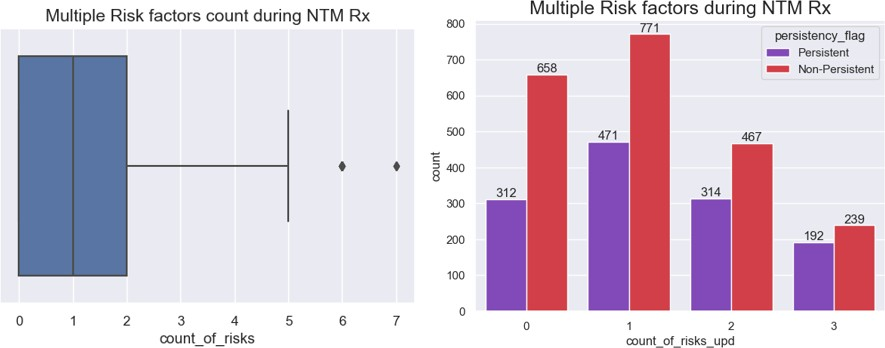 Multiple Risk factors count during NTM Rx
0 1 2 3 4 5 6 7
count_of_risks
Multiple Risk factors during NTM Rx
persistency_flag
Persistent
Non-Persistent
800
700
600
500
400
300
200
100
0
count
312 658 471 771 314 467 192 239
0 1 2 3
count_of_risks_upd